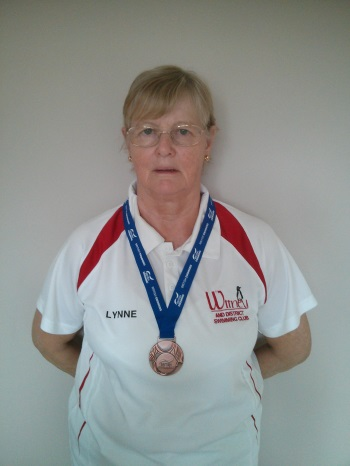 LYNNE
Witney
AND DISTRICT
SWIMMING CLUB